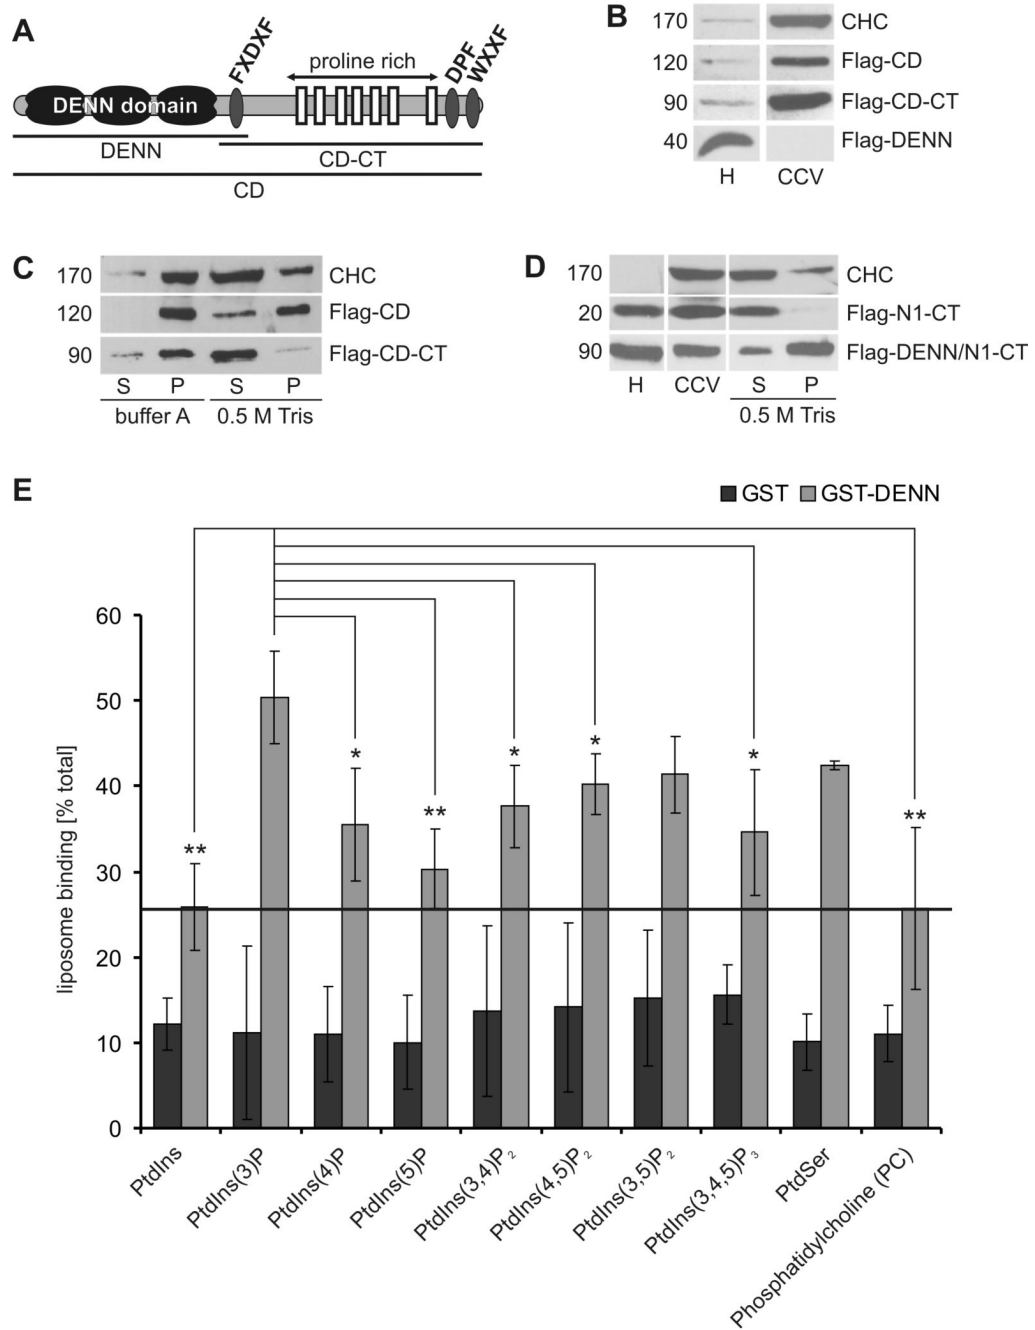 A
FXDXF
proline rich
DPF
WXXF
DENN domain
DENN
CD-CT
CD
B
170 CHC
120 Flag-CD
90 Flag-CD-CT
40 Flag-DENN
H CCV
C
170 CHC
120 Flag-CD
90 Flag-CD-CT
S P S P
buffer A 0.5 M Tris
D
170 CHC
20 Flag-N1-CT
90 Flag-DENN/N1-CT
H CCV S P
0.5 M Tris
E
GST GST-DENN
liposome binding [% total]
60
50
40
30
20
10
0
** * ** * * * **
PtdIns
PtdIns(3)P
PtdIns(4)P
PtdIns(5)P
PtdIns(3,4)P₂
PtdIns(4,5)P₂
PtdIns(3,5)P₂
PtdIns(3,4,5)P₃
PtdSer
Phosphatidylcholine (PC)